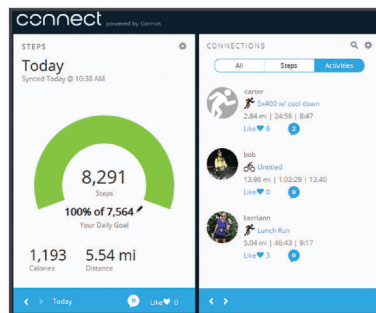 connect powered by Garmin
STEPS
Today
Synced Today @ 10:38 AM
8,291
Steps
100% of 7,564
Your Daily Goal
1,193
Calories
5.54 mi
Distance
Today
0
Like 0
CONNECTIONS
All
Steps
Activities
carter
5x400 w/ cool down
2.84 mi | 24:56 | 8:47
Like 6
2
bob
Untitled
13.96 mi | 1:02:29 | 13.40
Like 0
0
kerriann
Lunch Run
5.04 mi | 46:43 | 9:17
Like 3
0